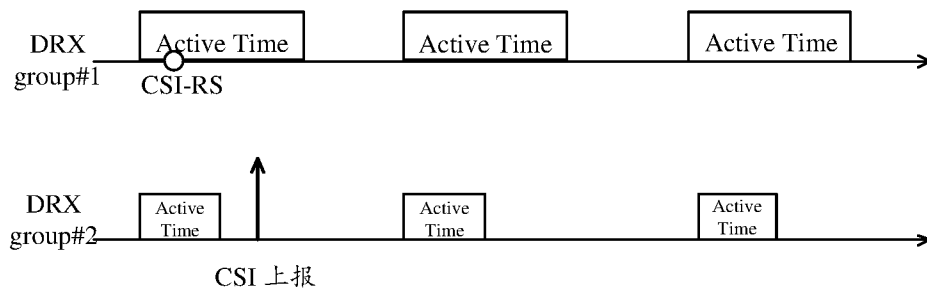 DRX
group#1
Active Time
Active Time
Active Time
CSI-RS
DRX
group#2
Active
Time
Active
Time
Active
Time
CSI 上报